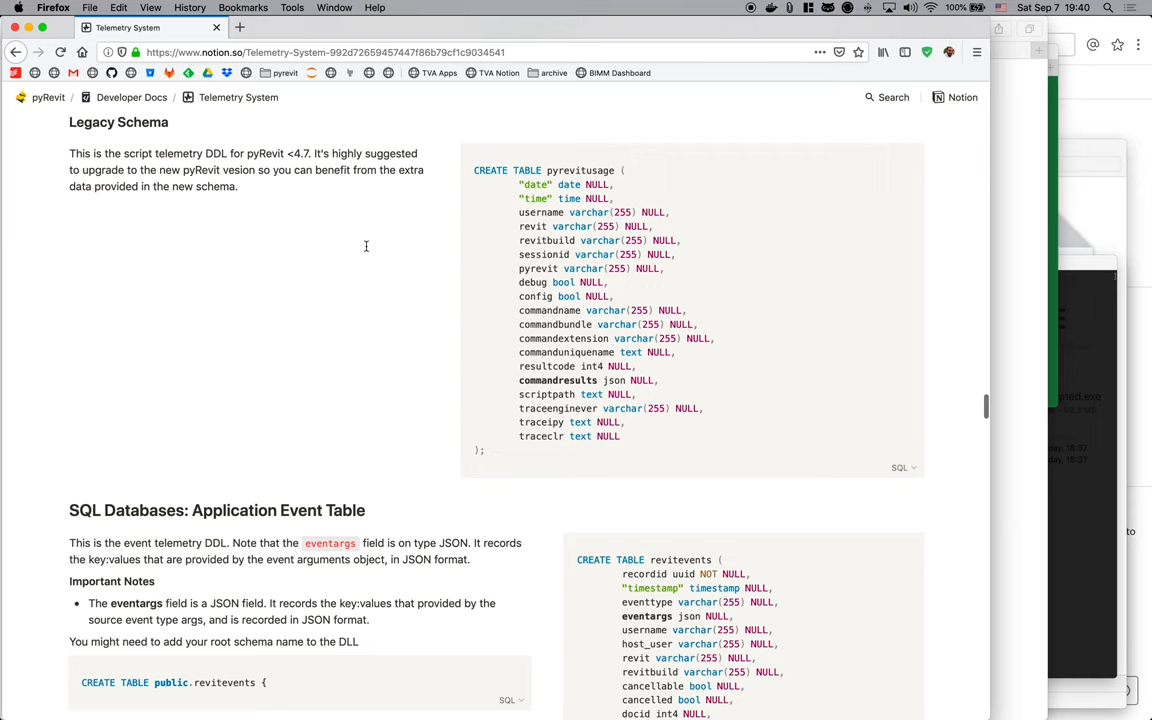 Firefox File Edit View History Bookmarks Tools Window Help 100% Sat Sep 7 19:40
Telemetry System
https://www.notion.so/Telemetry-System-992d72659457447f86b79cf1c9034541
pyrevit TVA Apps TVA Notion archive BIMM Dashboard
pyRevit / Developer Docs / Telemetry System Search Notion
Legacy Schema
This is the script telemetry DDL for pyRevit <4.7. It's highly suggested
to upgrade to the new pyRevit vesion so you can benefit from the extra
data provided in the new schema.
CREATE TABLE pyrevitusage (
"date" date NULL,
"time" time NULL,
username varchar(255) NULL,
revit varchar(255) NULL,
revitbuild varchar(255) NULL,
sessionid varchar(255) NULL,
pyrevit varchar(255) NULL,
debug bool NULL,
config bool NULL,
commandname varchar(255) NULL,
commandbundle varchar(255) NULL,
commandextension varchar(255) NULL,
commanduniquename text NULL,
resultcode int4 NULL,
commandresults json NULL,
scriptpath text NULL,
traceenginever varchar(255) NULL,
traceipy text NULL,
traceclr text NULL
);
SQL
SQL Databases: Application Event Table
This is the event telemetry DDL. Note that the eventargs field is on type JSON. It records
the key:values that are provided by the event arguments object, in JSON format.
Important Notes
• The eventargs field is a JSON field. It records the key:values that provided by the
source event type args, and is recorded in JSON format.
You might need to add your root schema name to the DLL
CREATE TABLE public.revitevents {
SQL
CREATE TABLE revitevents (
recordid uuid NOT NULL,
"timestamp" timestamp NULL,
eventtype varchar(255) NULL,
eventargs json NULL,
username varchar(255) NULL,
host_user varchar(255) NULL,
revit varchar(255) NULL,
revitbuild varchar(255) NULL,
cancellable bool NULL,
cancelled bool NULL,
docid int4 NULL,
gned.exe